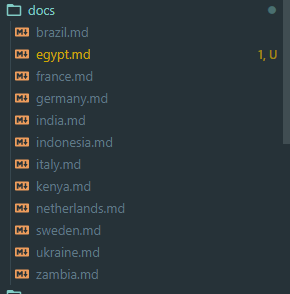 docs
brazil.md
egypt.md 1, U
france.md
germany.md
india.md
indonesia.md
italy.md
kenya.md
netherlands.md
sweden.md
ukraine.md
zambia.md